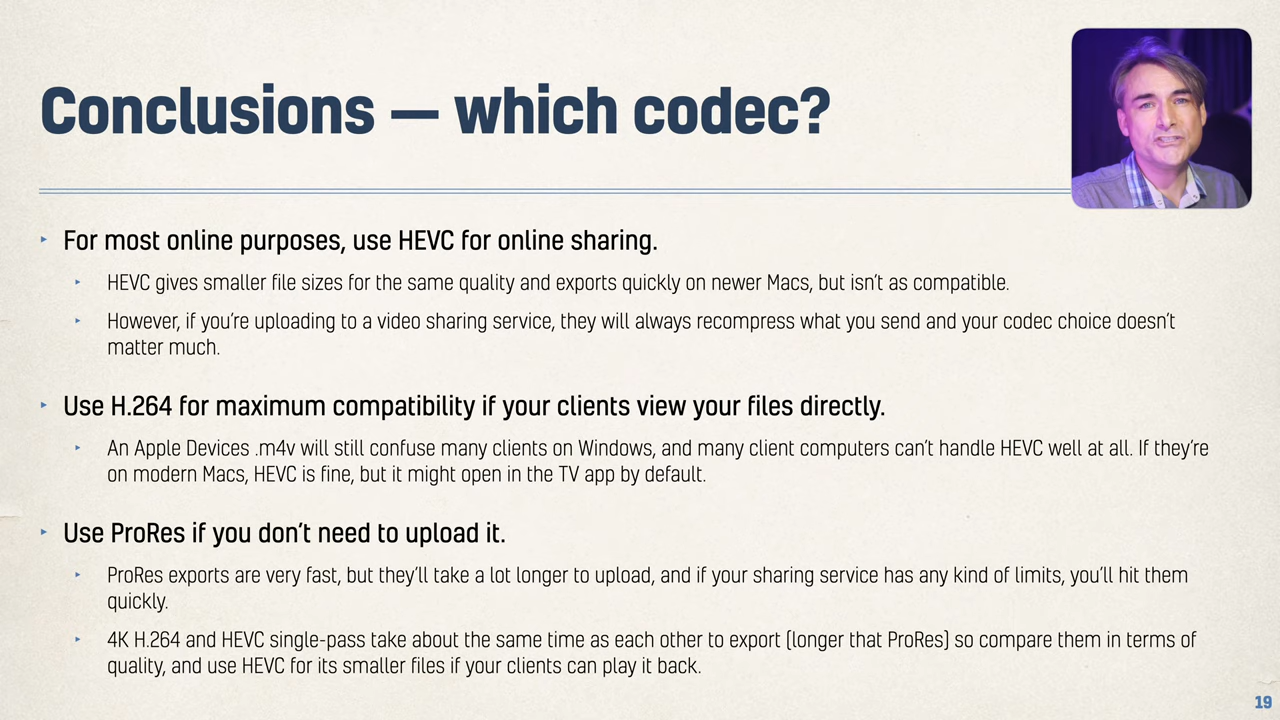 Conclusions — which codec?
‣ For most online purposes, use HEVC for online sharing.
‣ HEVC gives smaller file sizes for the same quality and exports quickly on newer Macs, but isn’t as compatible.
‣ However, if you’re uploading to a video sharing service, they will always recompress what you send and your codec choice doesn’t
matter much.
‣ Use H.264 for maximum compatibility if your clients view your files directly.
‣ An Apple Devices .m4v will still confuse many clients on Windows, and many client computers can’t handle HEVC well at all. If they’re
on modern Macs, HEVC is fine, but it might open in the TV app by default.
‣ Use ProRes if you don’t need to upload it.
‣ ProRes exports are very fast, but they’ll take a lot longer to upload, and if your sharing service has any kind of limits, you’ll hit them
quickly.
‣ 4K H.264 and HEVC single-pass take about the same time as each other to export (longer that ProRes) so compare them in terms of
quality, and use HEVC for its smaller files if your clients can play it back.
19